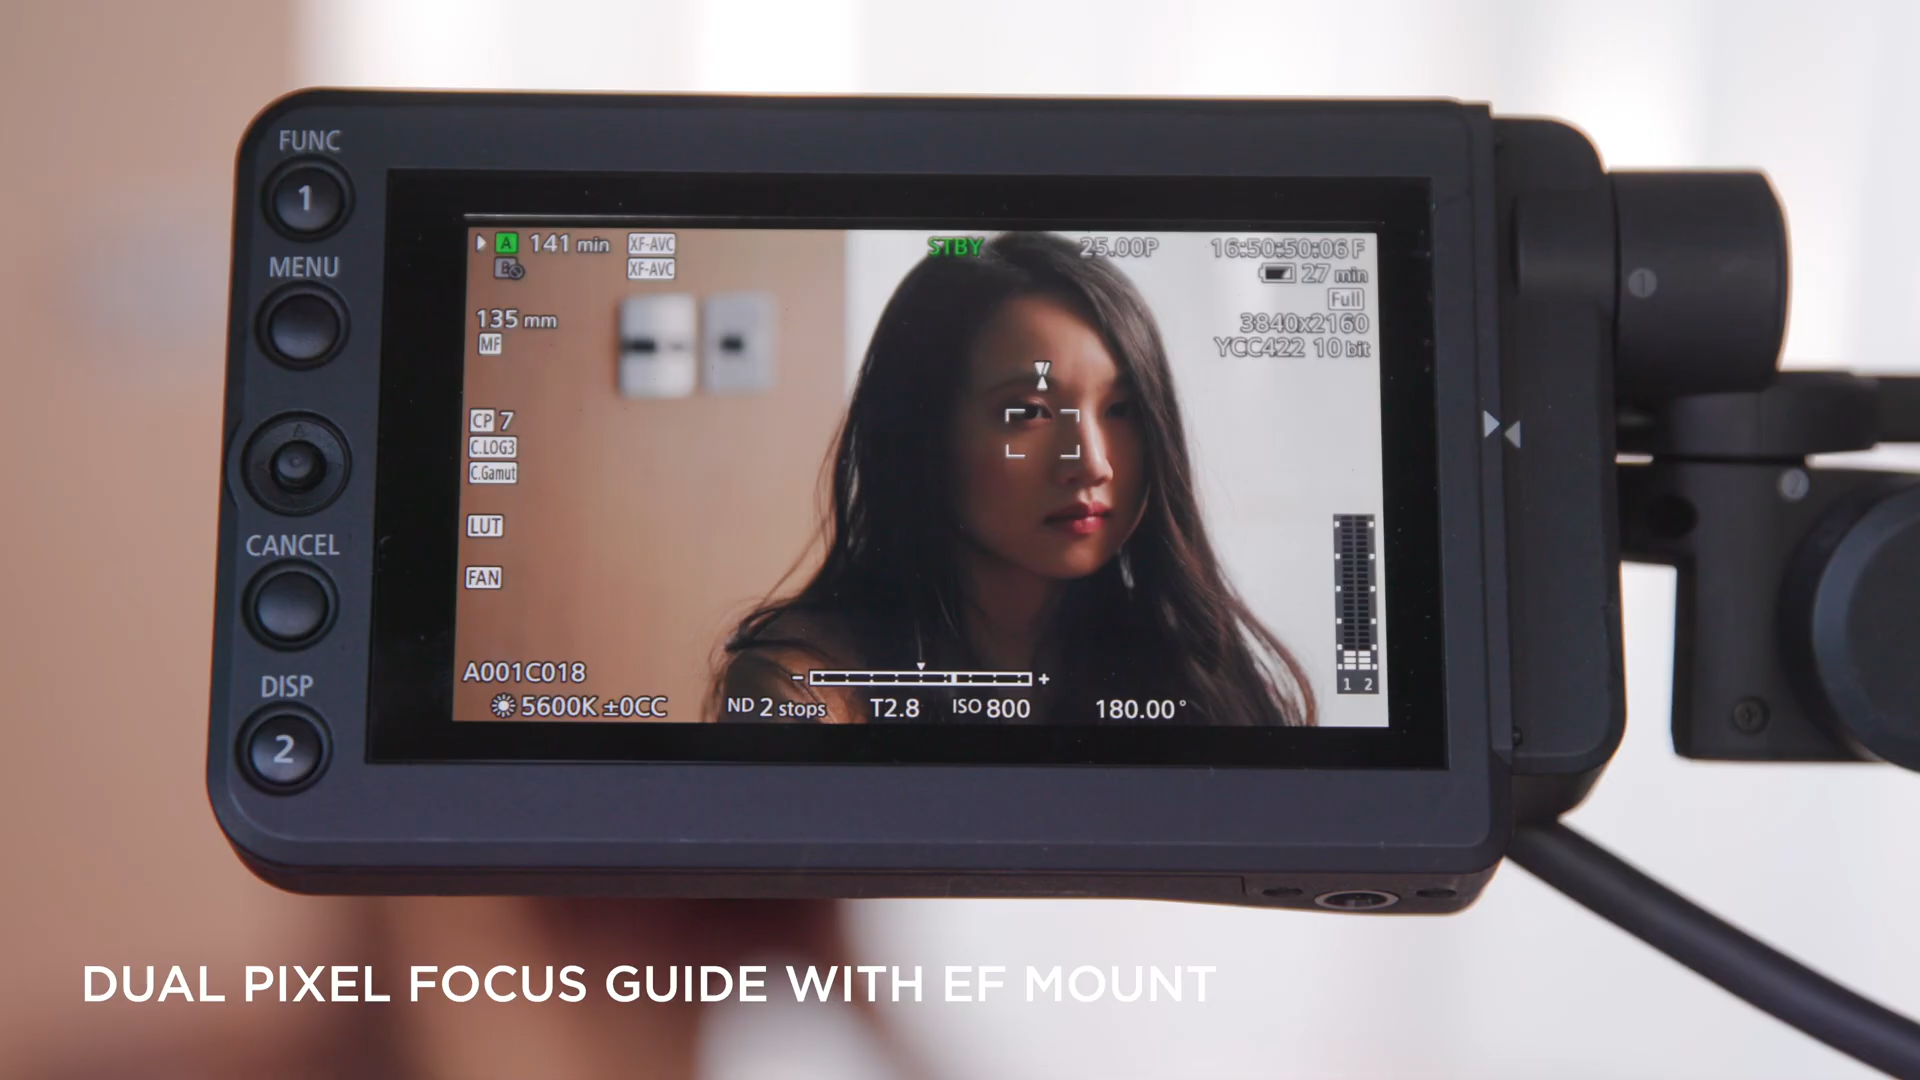 FUNC
1
MENU
CANCEL
DISP
2
A 141 min XF-AVC STBY 25.00P 16:50:50:06 F
B XF-AVC 27 min
Full
135 mm 3840x2160
MF YCC422 10 bit
CP 7
C.LOG3
C.Gamut
LUT
FAN
A001C018 - +
1 2
5600K ±0CC ND 2 stops T2.8 ISO 800 180.00°
1
2
DUAL PIXEL FOCUS GUIDE WITH EF MOUNT